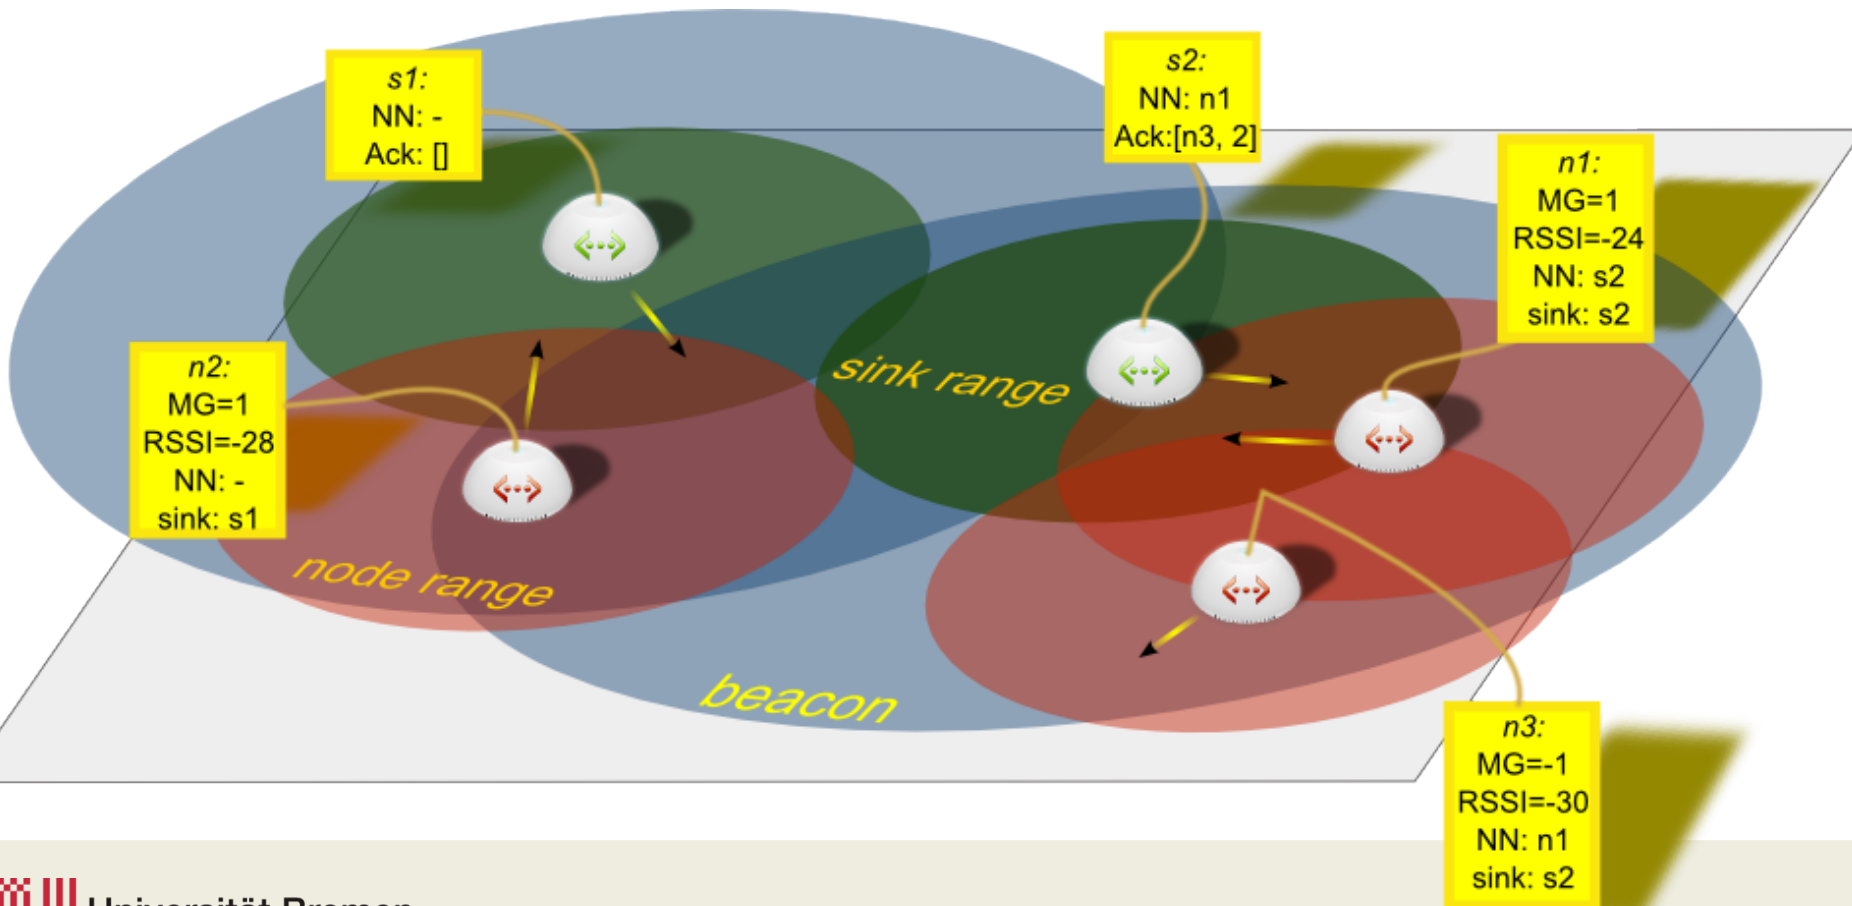 s1:
NN: -
Ack: []
s2:
NN: n1
Ack:[n3, 2]
n1:
MG=1
RSSI=-24
NN: s2
sink: s2
n2:
MG=1
RSSI=-28
NN: -
sink: s1
sink range
node range
beacon
n3:
MG=-1
RSSI=-30
NN: n1
sink: s2
Universität Bremen